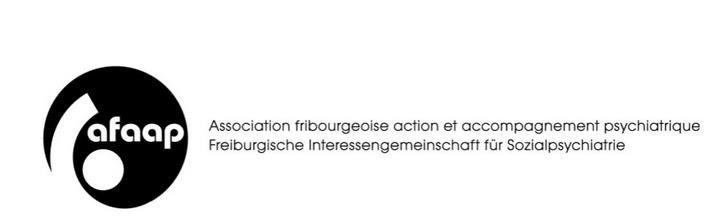 afaap
Association fribourgeoise action et accompagnement psychiatrique
Freiburgische Interessengemeinschaft für Sozialpsychiatrie